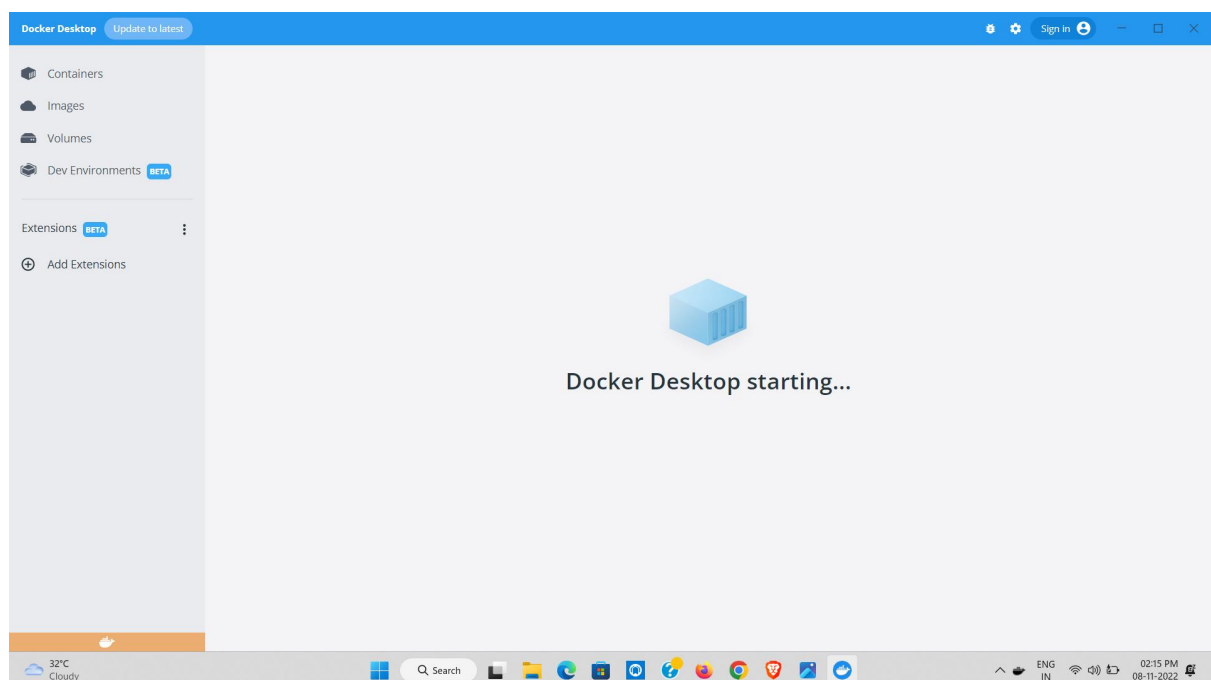 Docker Desktop Update to latest
Sign in
Containers
Images
Volumes
Dev Environments BETA
Extensions BETA
Add Extensions
Docker Desktop starting...
32°C
Cloudy
Search
ENG
IN
02:15 PM
08-11-2022